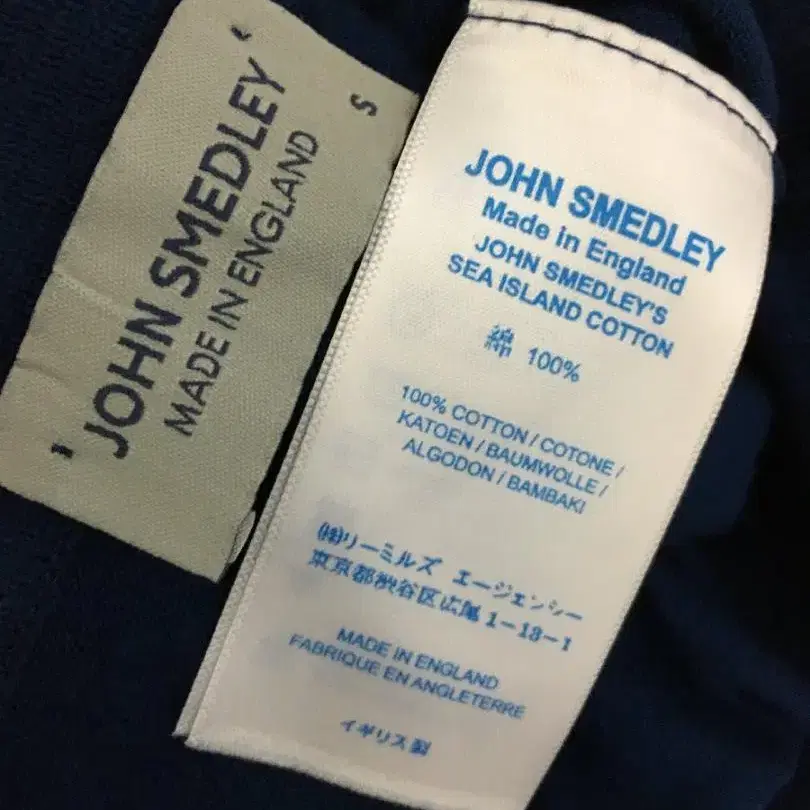 JOHN SMEDLEY
MADE IN ENGLAND
S
JOHN SMEDLEY
Made in England
JOHN SMEDLEY'S
SEA ISLAND COTTON
綿 100%
100% COTTON / COTONE /
KATOEN / BAUMWOLLE /
ALGODON / BAMBAKI
㈱リーミルズ エージェンシー
東京都渋谷区広尾 1-13-1
MADE IN ENGLAND
FABRIQUE EN ANGLETERRE
イギリス製